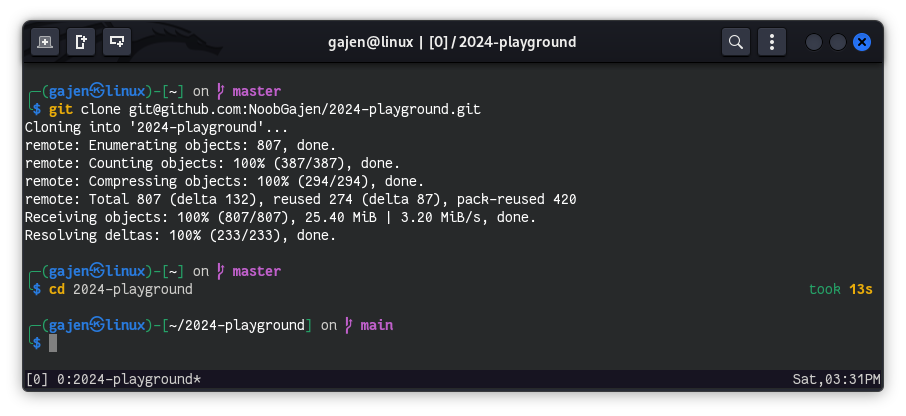 gajen@linux | [0] / 2024-playground
╭─(gajen㉿linux)-[~] on master
╰$ git clone git@github.com:NoobGajen/2024-playground.git
Cloning into '2024-playground'...
remote: Enumerating objects: 807, done.
remote: Counting objects: 100% (387/387), done.
remote: Compressing objects: 100% (294/294), done.
remote: Total 807 (delta 132), reused 274 (delta 87), pack-reused 420
Receiving objects: 100% (807/807), 25.40 MiB | 3.20 MiB/s, done.
Resolving deltas: 100% (233/233), done.
╭─(gajen㉿linux)-[~] on master
╰$ cd 2024-playground took 13s
╭─(gajen㉿linux)-[~/2024-playground] on main
╰$
[0] 0:2024-playground* Sat,03:31PM